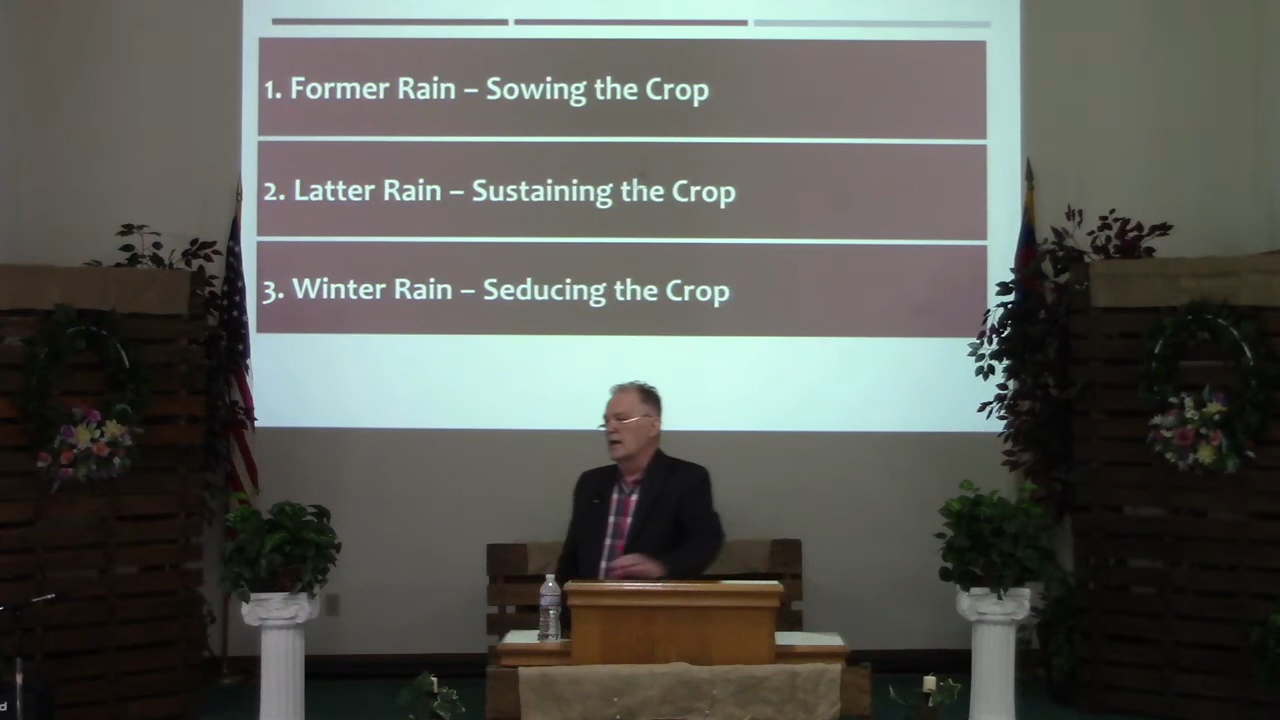 1. Former Rain – Sowing the Crop
2. Latter Rain – Sustaining the Crop
3. Winter Rain – Seducing the Crop